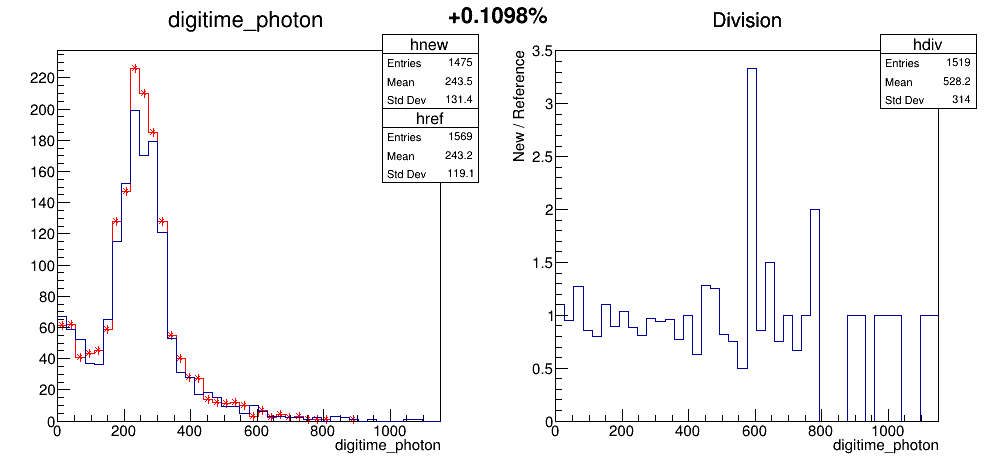 digitime_photon
+0.1098%
Division
hnew
Entries 1475
Mean 243.5
Std Dev 131.4
href
Entries 1569
Mean 243.2
Std Dev 119.1
220
200
180
160
140
120
100
80
60
40
20
0
0 200 400 600 800 1000
digitime_photon
hdiv
Entries 1519
Mean 528.2
Std Dev 314
New / Reference
3.5
3
2.5
2
1.5
1
0.5
0
0 200 400 600 800 1000
digitime_photon